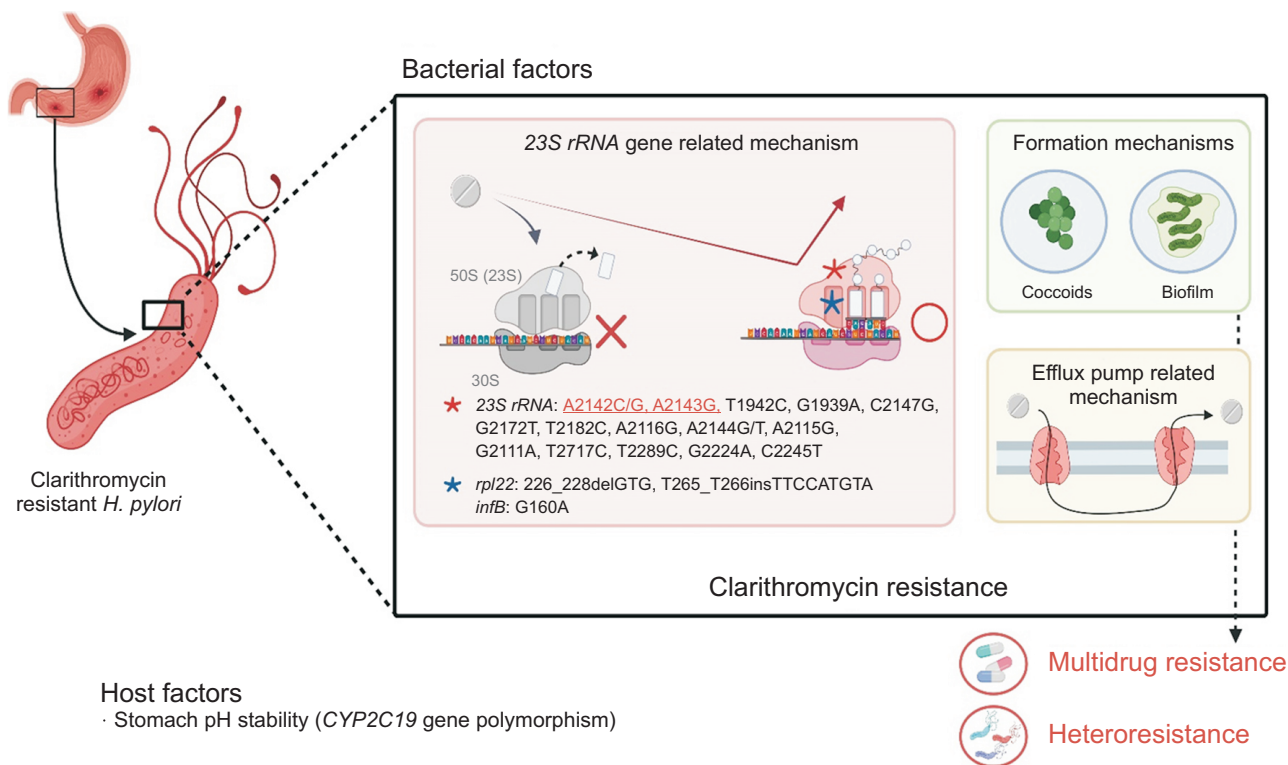 Bacterial factors
23S rRNA gene related mechanism
50S (23S)
30S
23S rRNA: A2142C/G, A2143G, T1942C, G1939A, C2147G,
G2172T, T2182C, A2116G, A2144G/T, A2115G,
G2111A, T2717C, T2289C, G2224A, C2245T
rpl22: 226_228delGTG, T265_T266insTTCCATGTA
infB: G160A
Formation mechanisms
Coccoids
Biofilm
Efflux pump related
mechanism
Clarithromycin resistance
Clarithromycin
resistant H. pylori
Multidrug resistance
Heteroresistance
Host factors
· Stomach pH stability (CYP2C19 gene polymorphism)